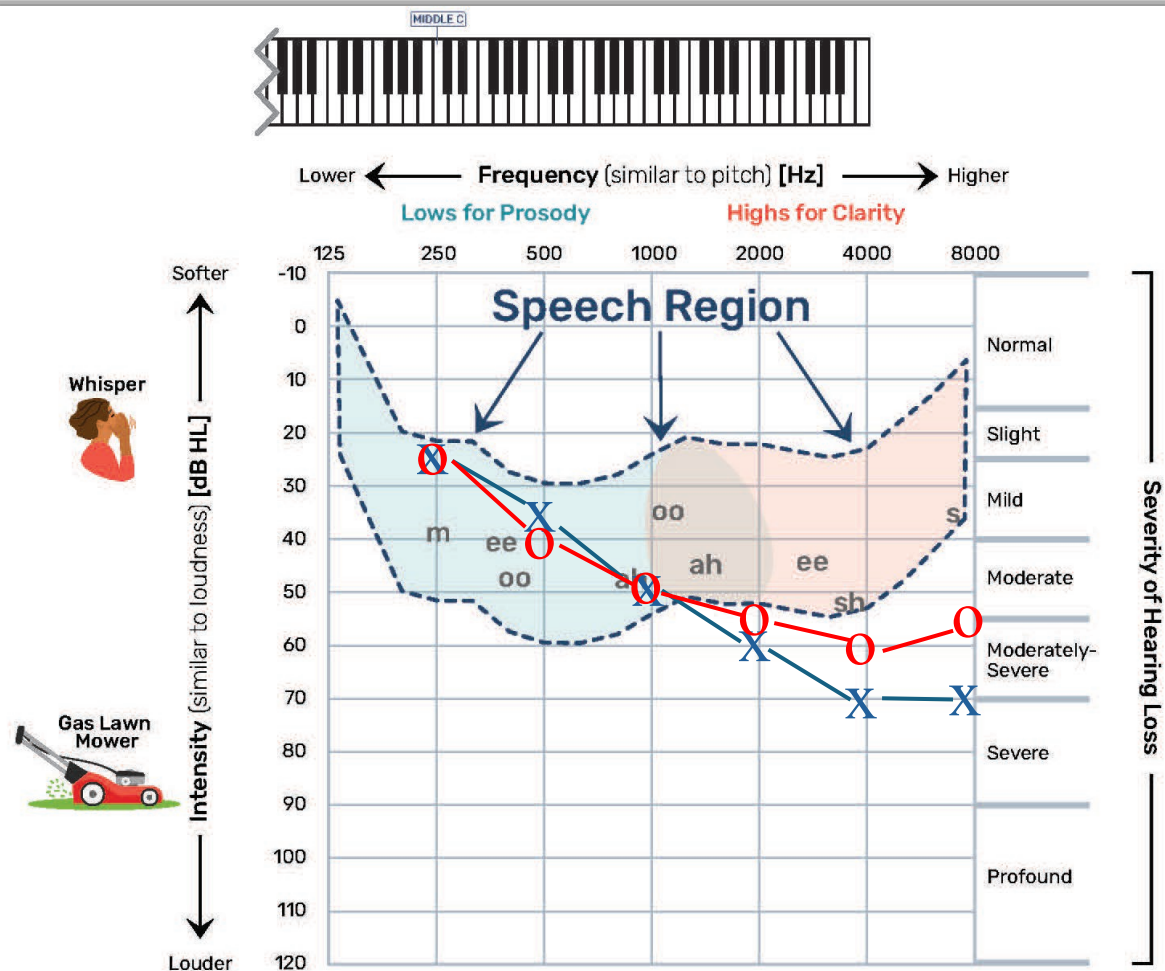 MIDDLE C
Lower Frequency (similar to pitch) [Hz] Higher
Lows for Prosody Highs for Clarity
125 250 500 1000 2000 4000 8000
Softer
Whisper
Gas Lawn
Mower
Louder
Intensity (similar to loudness) [dB HL]
-10
0
10
20
30
40
50
60
70
80
90
100
110
120
Speech Region
oo
s
m
ee
oo
ah
ah
ee
sh
X O
X
O
X O
O
X
O
X
O
X
Normal
Slight
Mild
Moderate
Moderately-
Severe
Severe
Profound
Severity of Hearing Loss